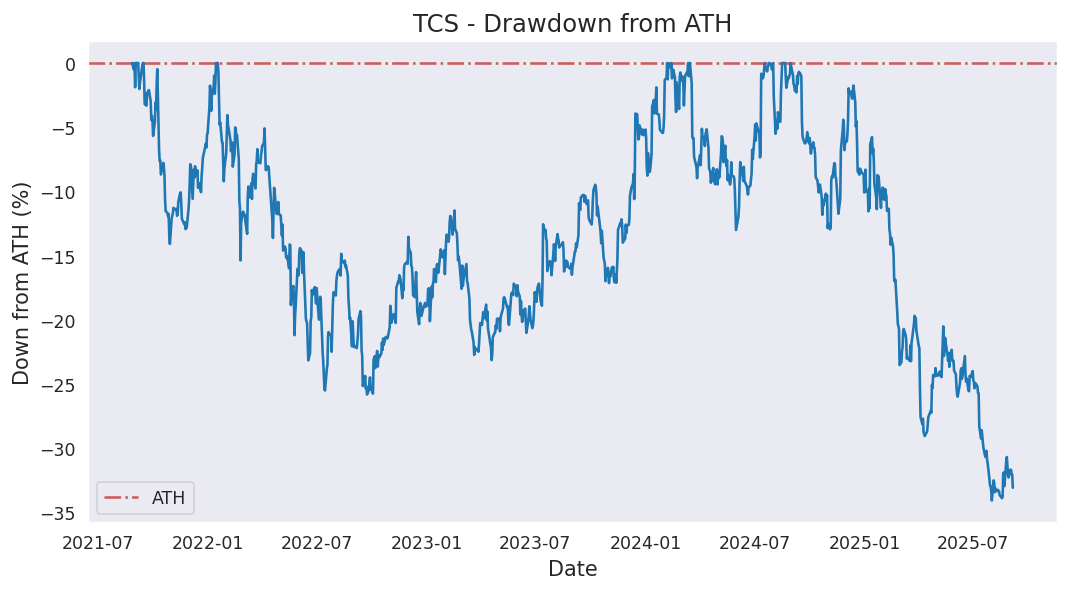 TCS - Drawdown from ATH
Down from ATH (%)
0
−5
−10
−15
−20
−25
−30
−35
ATH
2021-07 2022-01 2022-07 2023-01 2023-07 2024-01 2024-07 2025-01 2025-07
Date